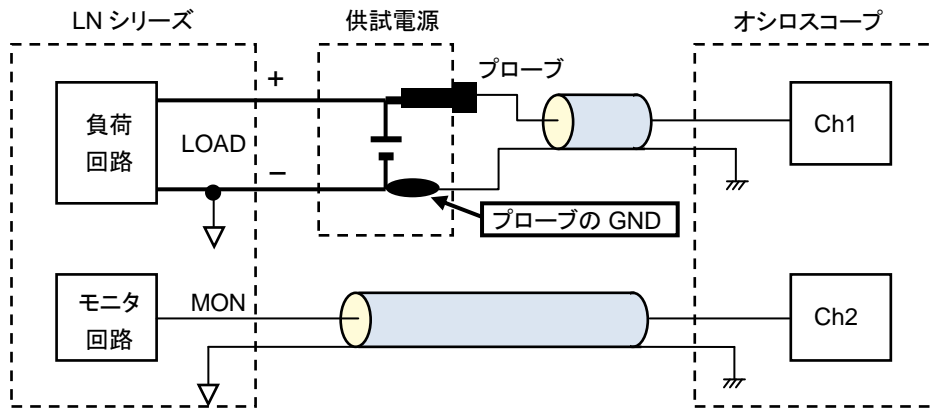 LN シリーズ
供試電源
オシロスコープ
+
プローブ
負荷
回路
LOAD
Ch1
−
プローブの GND
モニタ
回路
MON
Ch2